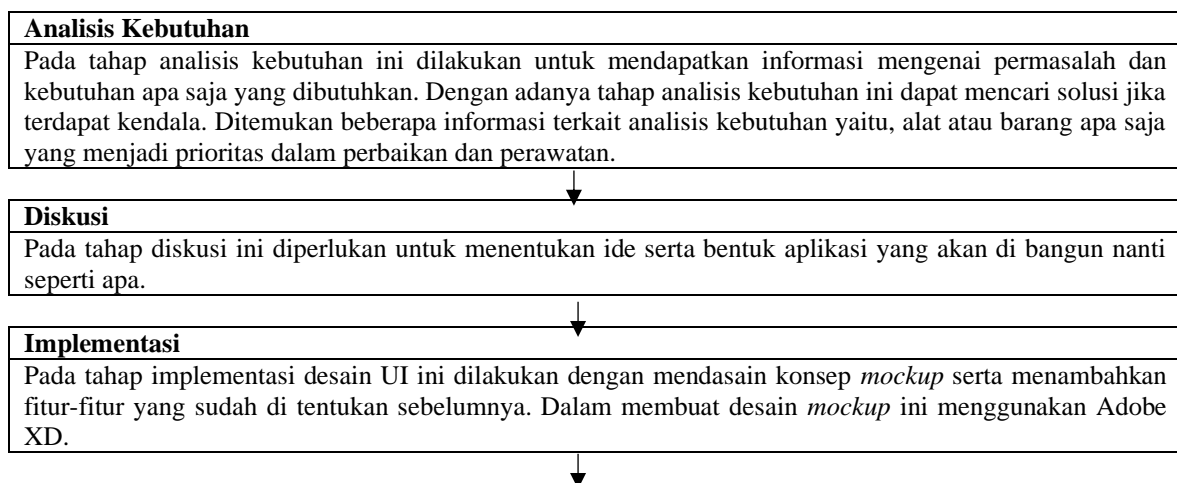 Analisis Kebutuhan
Pada tahap analisis kebutuhan ini dilakukan untuk mendapatkan informasi mengenai permasalah dan
kebutuhan apa saja yang dibutuhkan. Dengan adanya tahap analisis kebutuhan ini dapat mencari solusi jika
terdapat kendala. Ditemukan beberapa informasi terkait analisis kebutuhan yaitu, alat atau barang apa saja
yang menjadi prioritas dalam perbaikan dan perawatan.
Diskusi
Pada tahap diskusi ini diperlukan untuk menentukan ide serta bentuk aplikasi yang akan di bangun nanti
seperti apa.
Implementasi
Pada tahap implementasi desain UI ini dilakukan dengan mendasain konsep mockup serta menambahkan
fitur-fitur yang sudah di tentukan sebelumnya. Dalam membuat desain mockup ini menggunakan Adobe
XD.